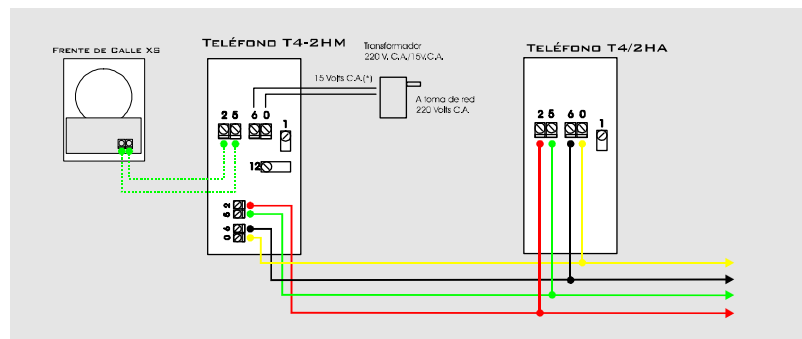 FRENTE DE CALLE XS
TELÉFONO T4-2HM
Transformador
220 V. C.A./15V.C.A.
15 Volts C.A.(*)
A toma de red
220 Volts C.A.
2 5 6 0
1
12
2
5
6
0
TELÉFONO T4/2HA
2 5 6 0
1